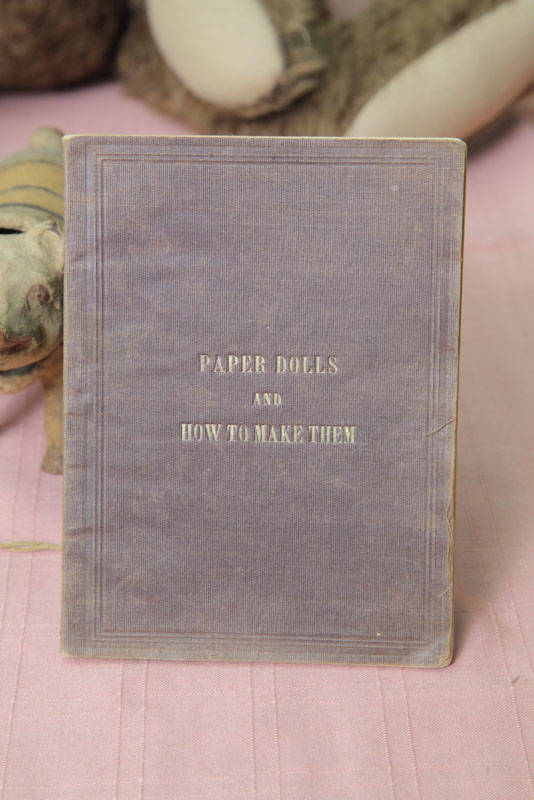 PAPER DOLLS
AND
HOW TO MAKE THEM